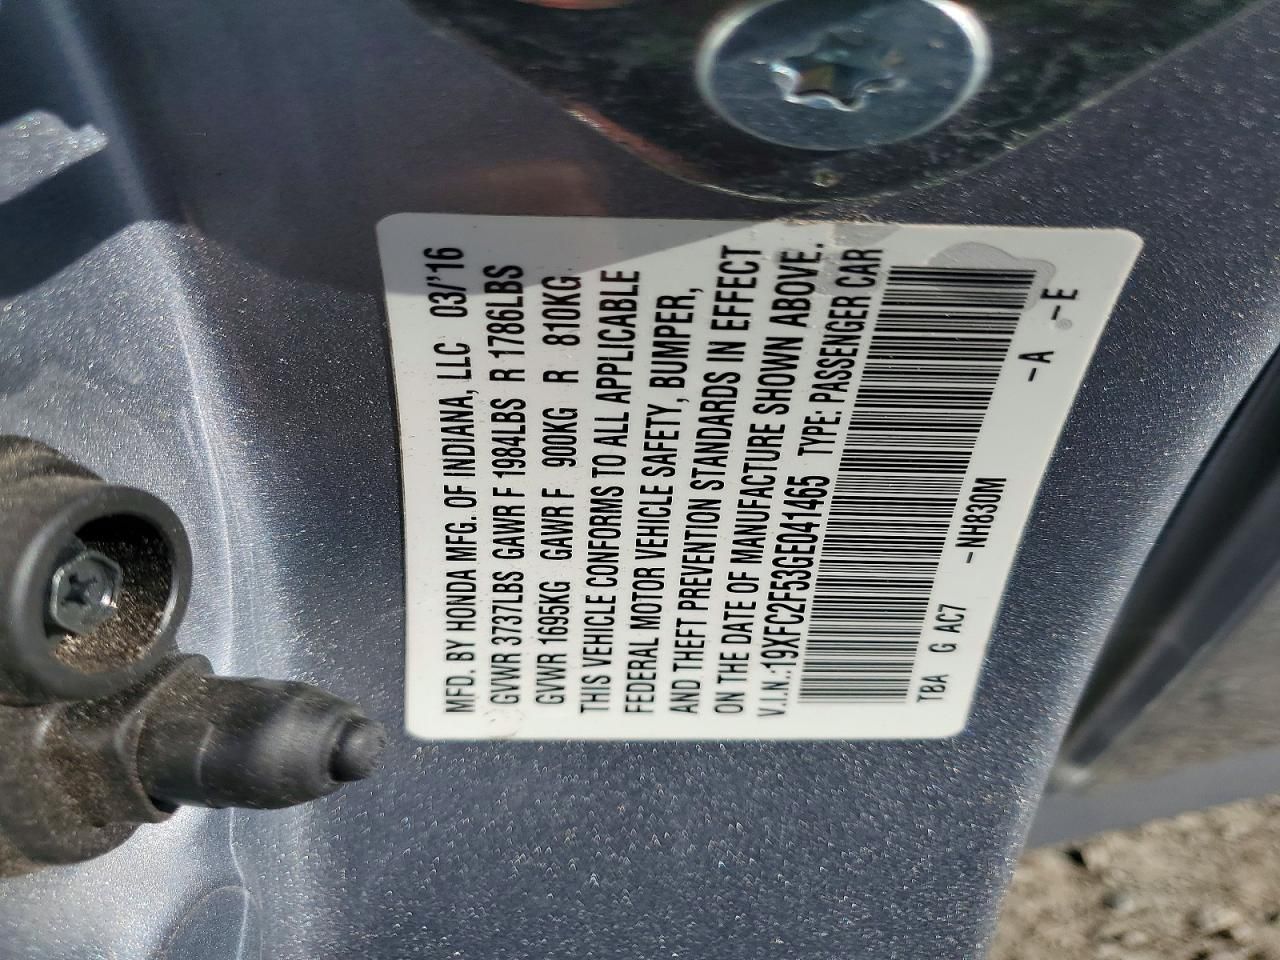 MFD. BY HONDA MFG. OF INDIANA, LLC 03/'16
GVWR 3737LBS GAWR F 1984LBS R 1786LBS
GVWR 1695KG GAWR F 900KG R 810KG.
THIS VEHICLE CONFORMS TO ALL APPLICABLE
FEDERAL MOTOR VEHICLE SAFETY, BUMPER,
AND THEFT PREVENTION STANDARDS IN EFFECT
ON THE DATE OF MANUFACTURE SHOWN ABOVE.
V.I.N.:19XFC2F53GE041465 TYPE: PASSENGER CAR
TBA G AC7 -NH830M -A -E